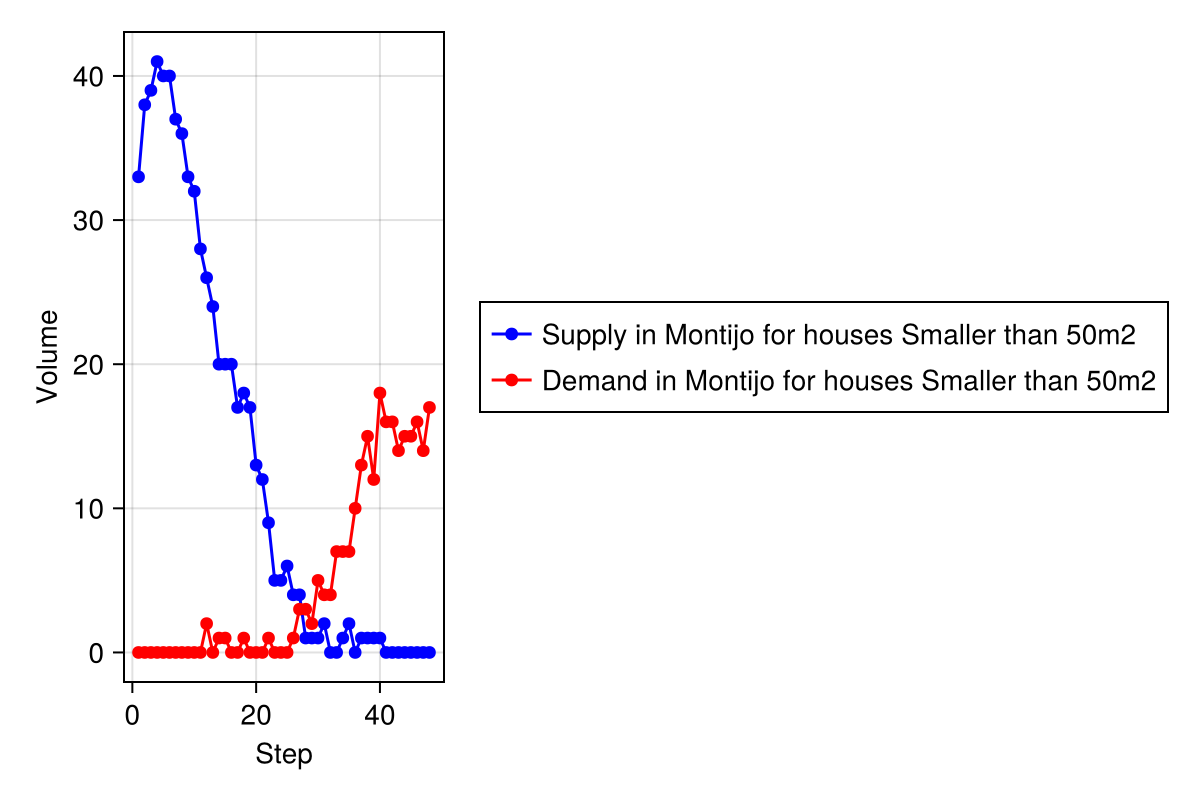 40
30
20
10
0
Volume
0 20 40
Step
Supply in Montijo for houses Smaller than 50m2
Demand in Montijo for houses Smaller than 50m2